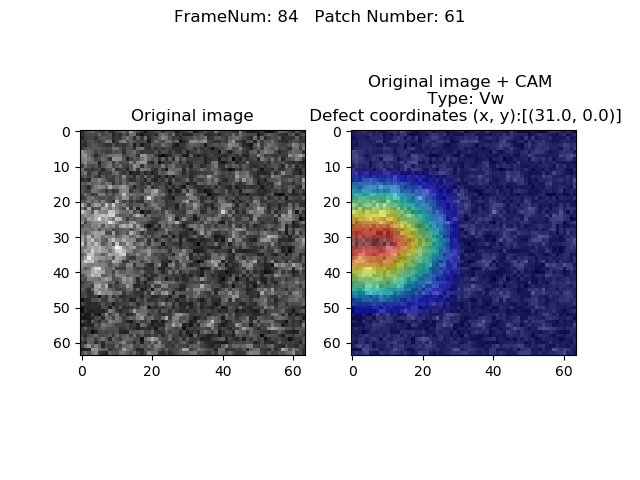 FrameNum: 84   Patch Number: 61
Original image
Original image + CAM
Type: Vw
Defect coordinates (x, y):[(31.0, 0.0)]
0
10
20
30
40
50
60
0 20 40 60
0
10
20
30
40
50
60
0 20 40 60